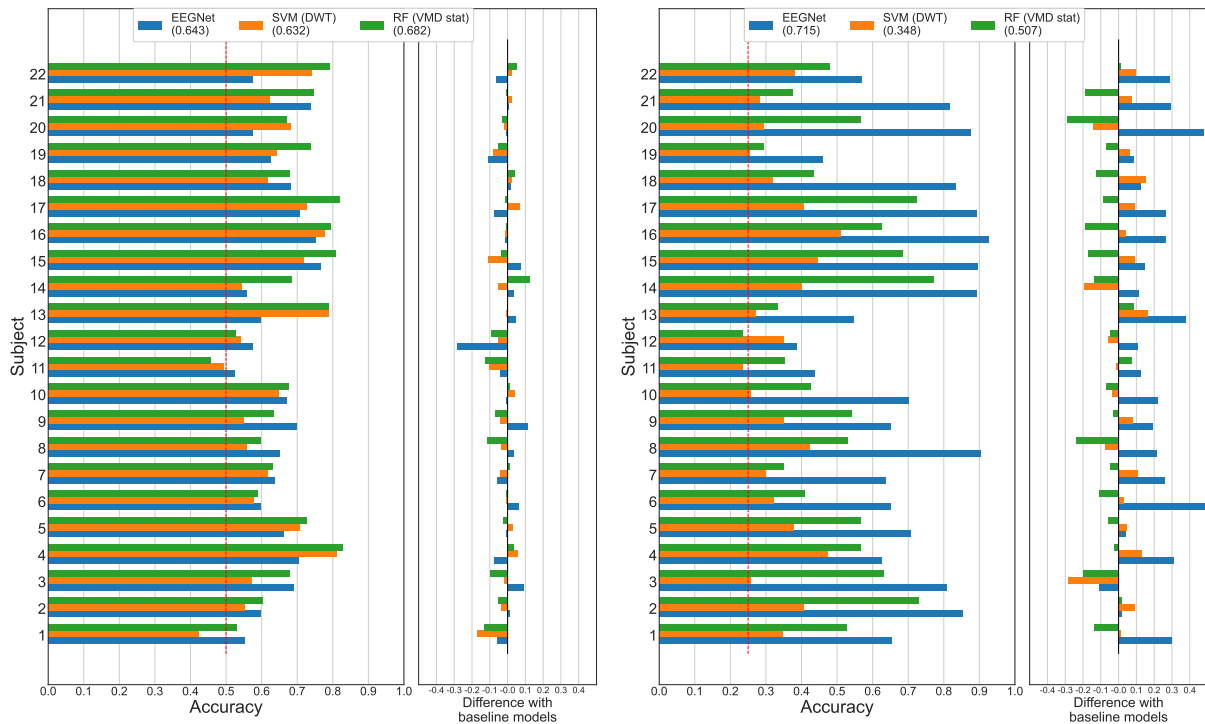 EEGNet
(0.643)
SVM (DWT)
(0.632)
RF (VMD stat)
(0.682)
EEGNet
(0.715)
SVM (DWT)
(0.348)
RF (VMD stat)
(0.507)
Subject
22
21
20
19
18
17
16
15
14
13
12
11
10
9
8
7
6
5
4
3
2
1
0.0 0.1 0.2 0.3 0.4 0.5 0.6 0.7 0.8 0.9 1.0
Accuracy
-0.4 -0.3 -0.2 -0.1 -0.0 0.1 0.2 0.3 0.4
Difference with
baseline models
Subject
22
21
20
19
18
17
16
15
14
13
12
11
10
9
8
7
6
5
4
3
2
1
0.0 0.1 0.2 0.3 0.4 0.5 0.6 0.7 0.8 0.9 1.0
Accuracy
-0.4 -0.3 -0.2 -0.1 -0.0 0.1 0.2 0.3 0.4
Difference with
baseline models